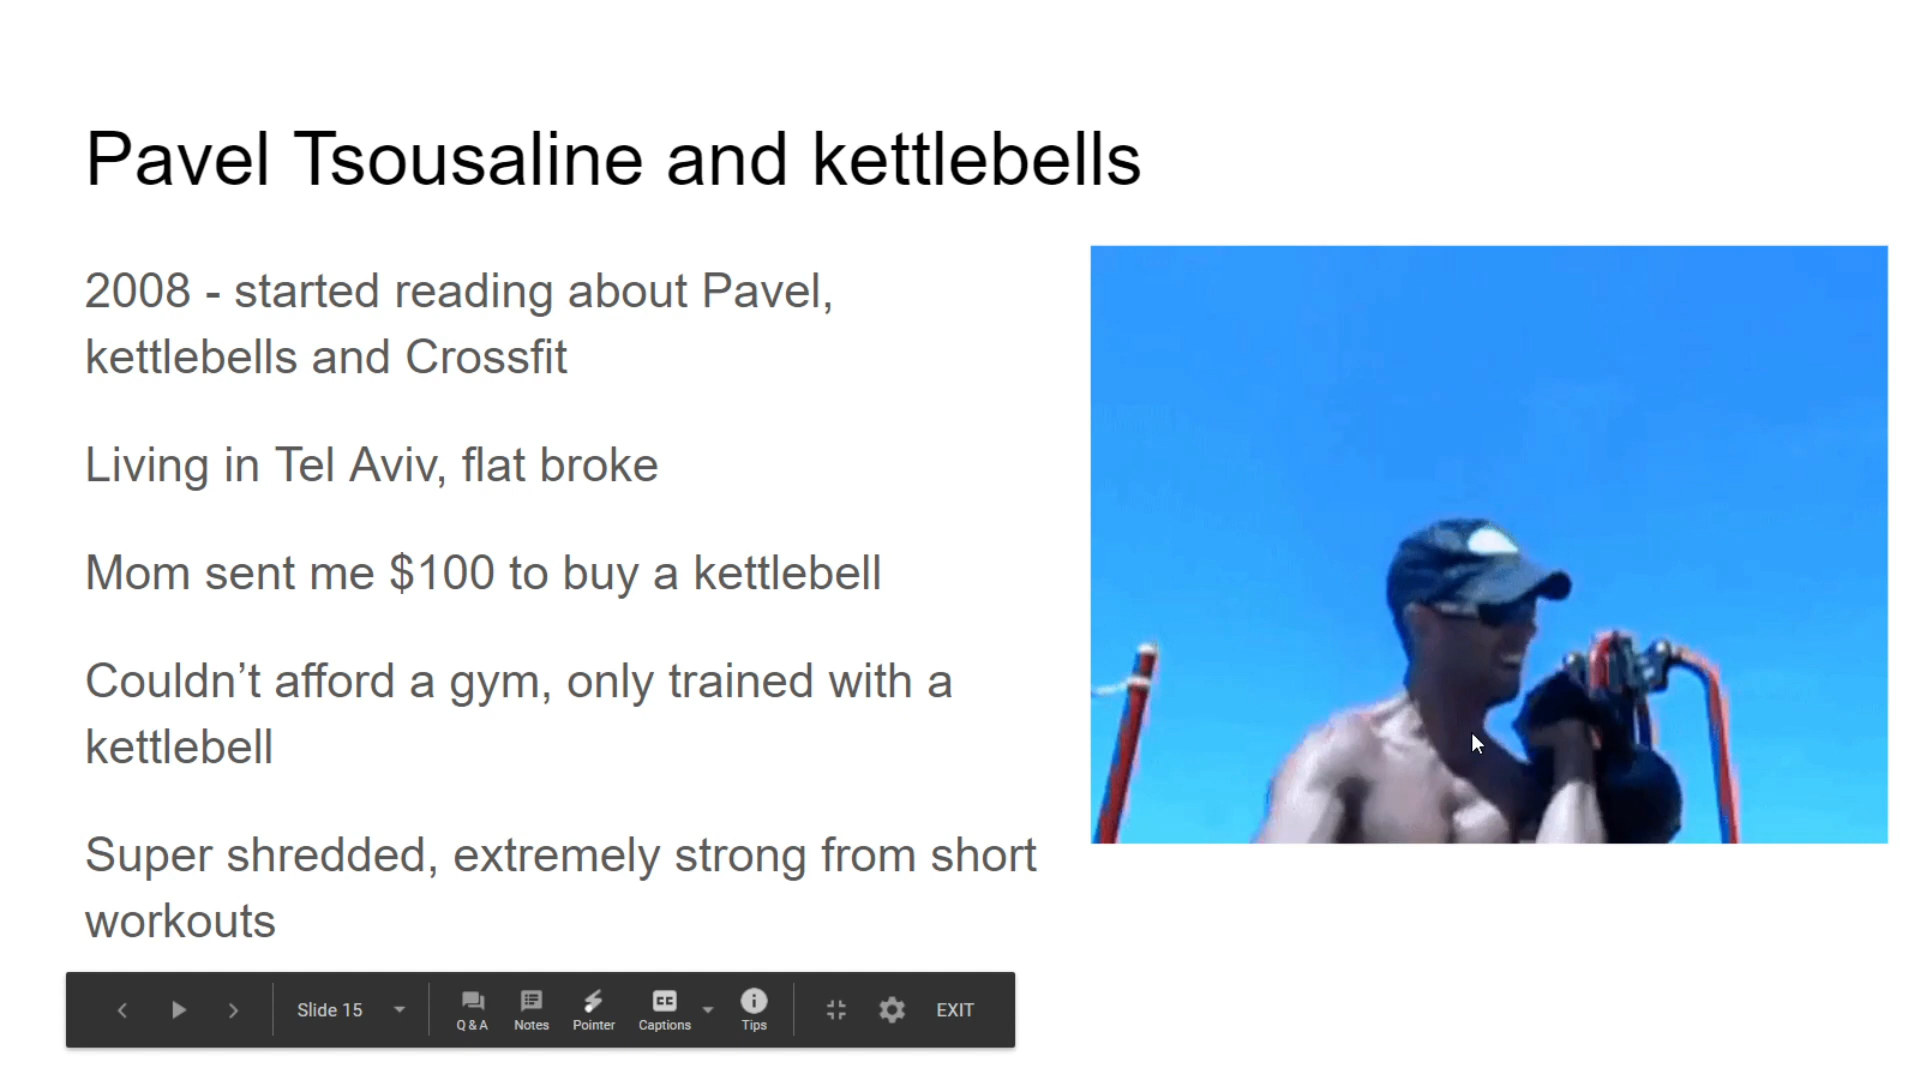 Pavel Tsousaline and kettlebells
2008 - started reading about Pavel,
kettlebells and Crossfit
Living in Tel Aviv, flat broke
Mom sent me $100 to buy a kettlebell
Couldn’t afford a gym, only trained with a
kettlebell
Super shredded, extremely strong from short
workouts
Slide 15
Q & A
Notes
Pointer
CC
Captions
Tips
EXIT